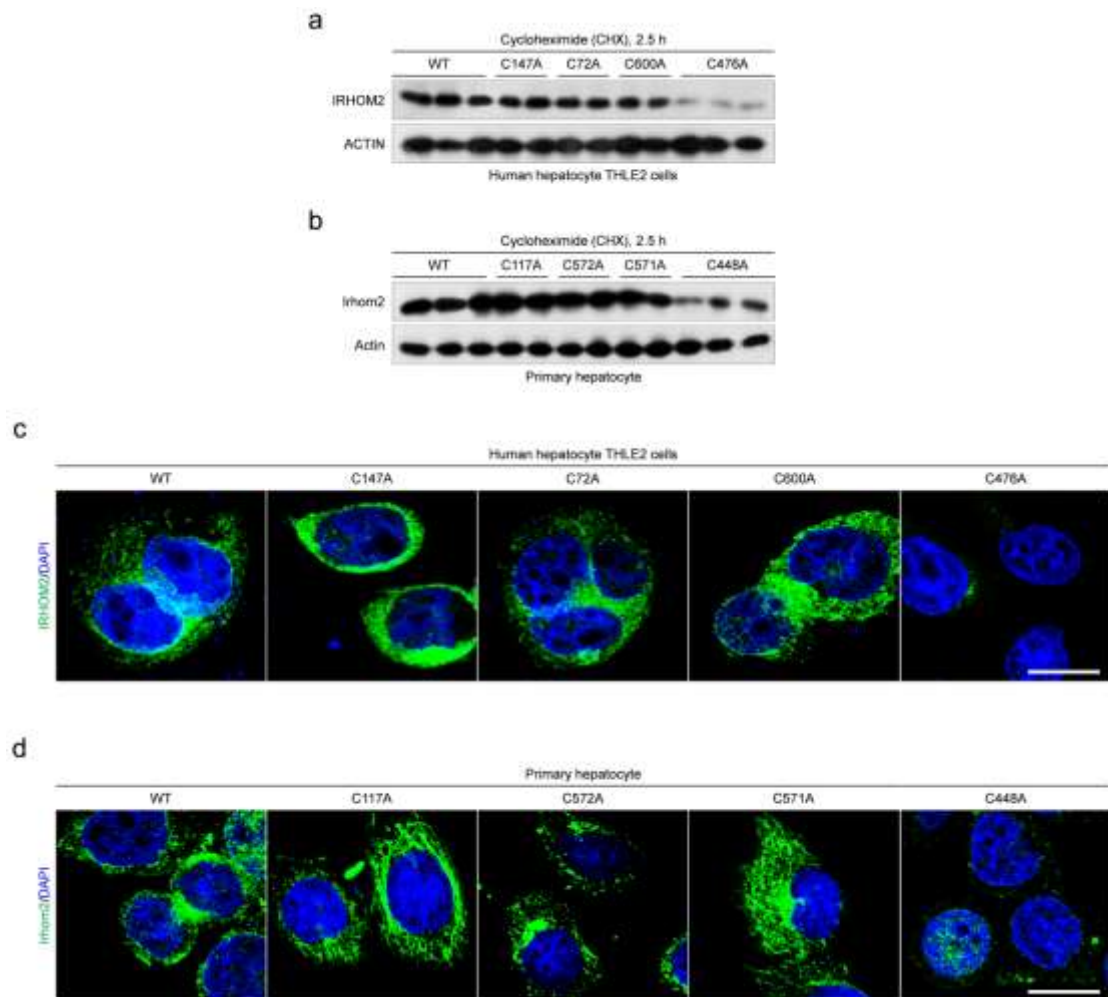 a
Cycloheximide (CHX), 2.5 h
WT C147A C72A C600A C476A
IRHOM2
ACTIN
Human hepatocyte THLE2 cells
b
Cycloheximide (CHX), 2.5 h
WT C117A C572A C571A C448A
Irhom2
Actin
Primary hepatocyte
c
Human hepatocyte THLE2 cells
WT C147A C72A C600A C476A
IRHOM2/DAPI
d
Primary hepatocyte
WT C117A C572A C571A C448A
Irhom2/DAPI